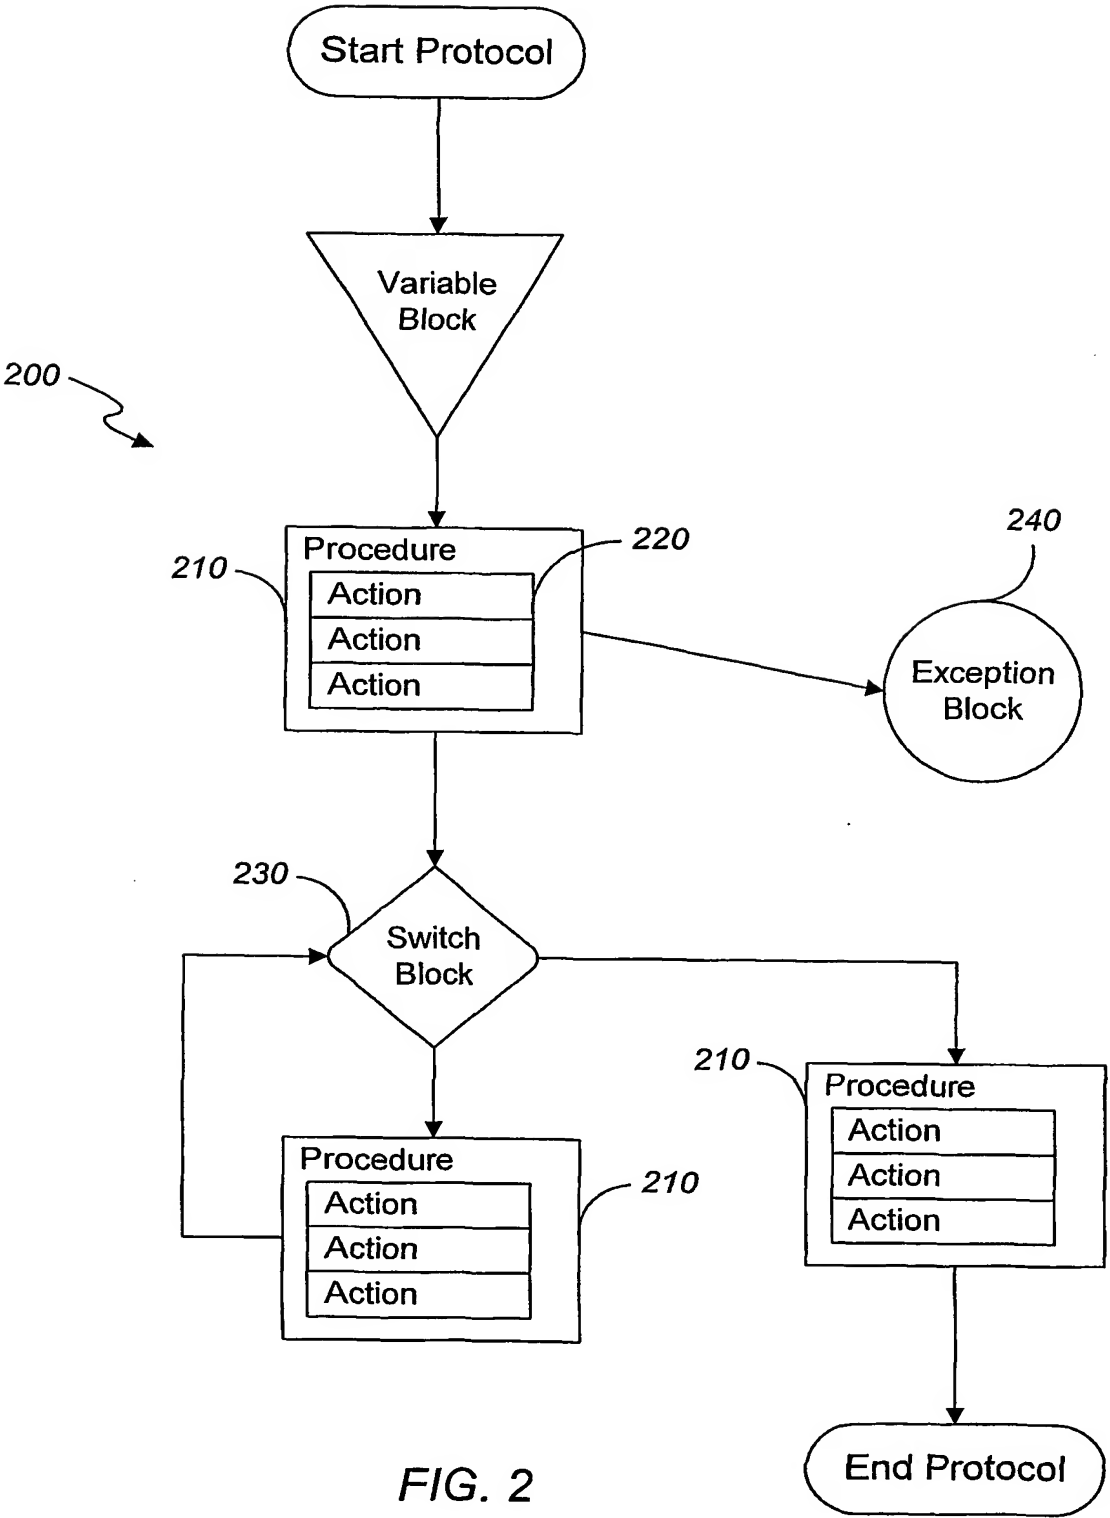 Start Protocol
Variable
Block
200
Procedure
220
210
Action
Action
Action
240
Exception
Block
230
Switch
Block
210
Procedure
Action
Action
Action
Procedure
210
Action
Action
Action
End Protocol
FIG. 2